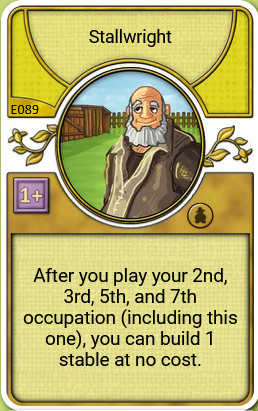 Stallwright
E089
1+
After you play your 2nd,
3rd, 5th, and 7th
occupation (including this
one), you can build 1
stable at no cost.